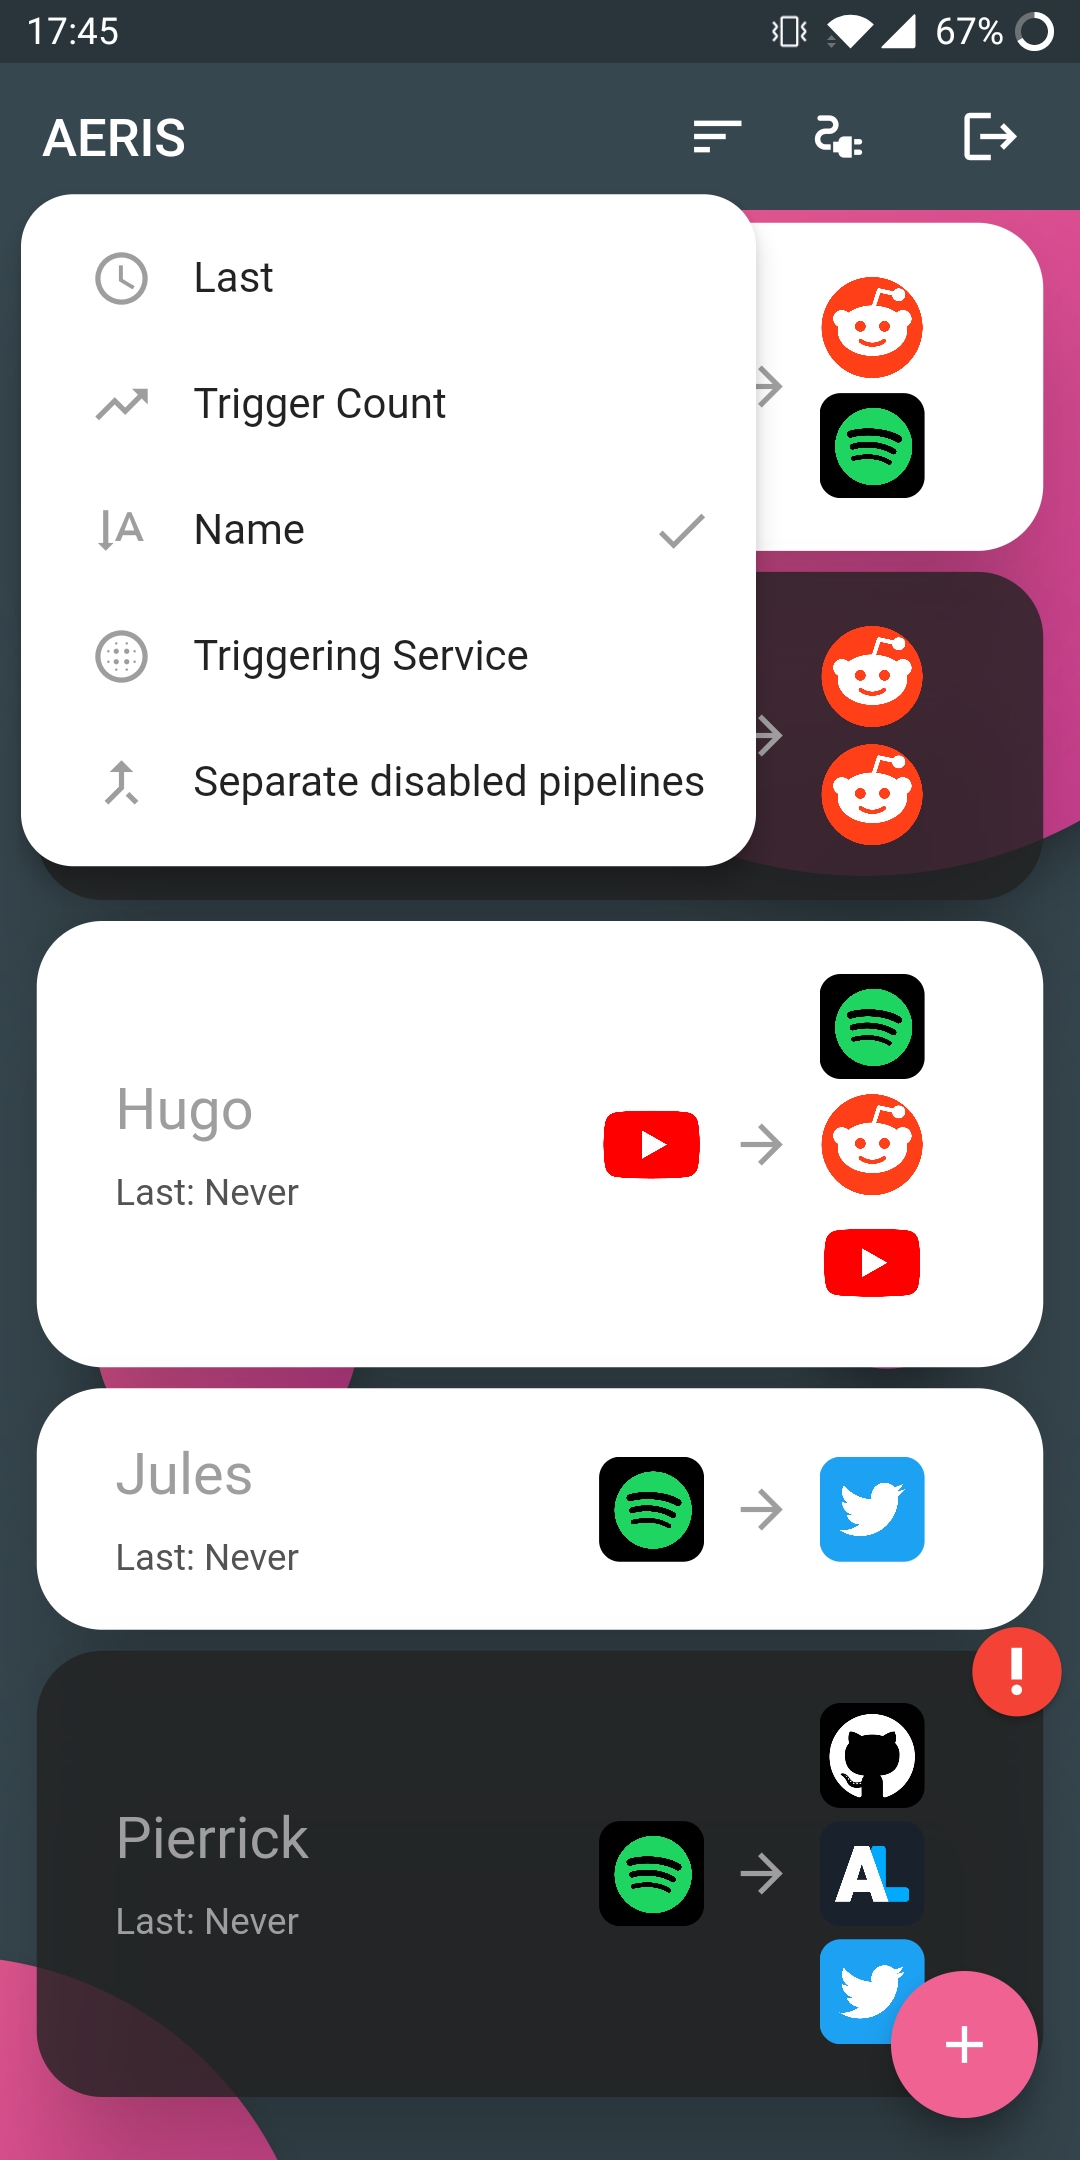 17:45
67%
AERIS
Last
Trigger Count
A
Name
Triggering Service
Separate disabled pipelines
Hugo
Last: Never
Jules
Last: Never
Pierrick
Last: Never
AL